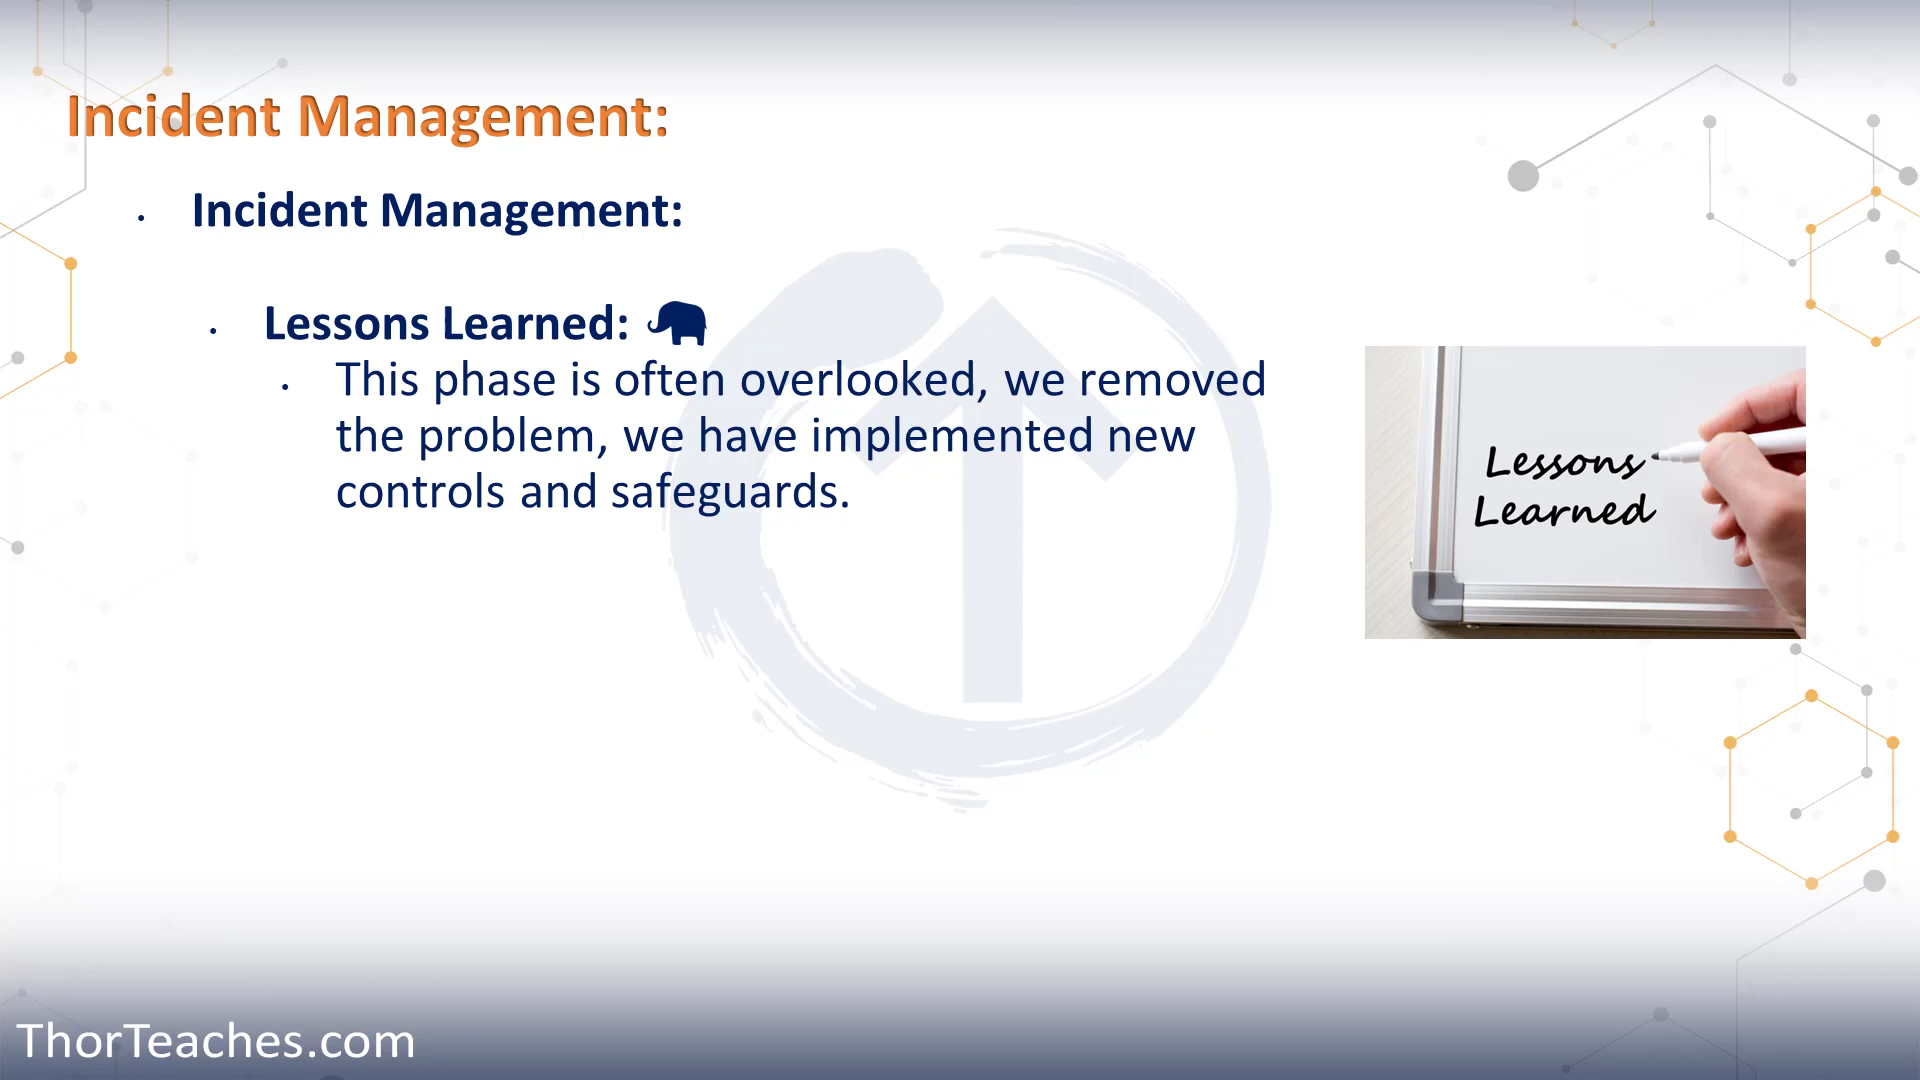 Incident Management:
• Incident Management:
• Lessons Learned:
• This phase is often overlooked, we removed
the problem, we have implemented new
controls and safeguards.
Lessons
Learned
ThorTeaches.com